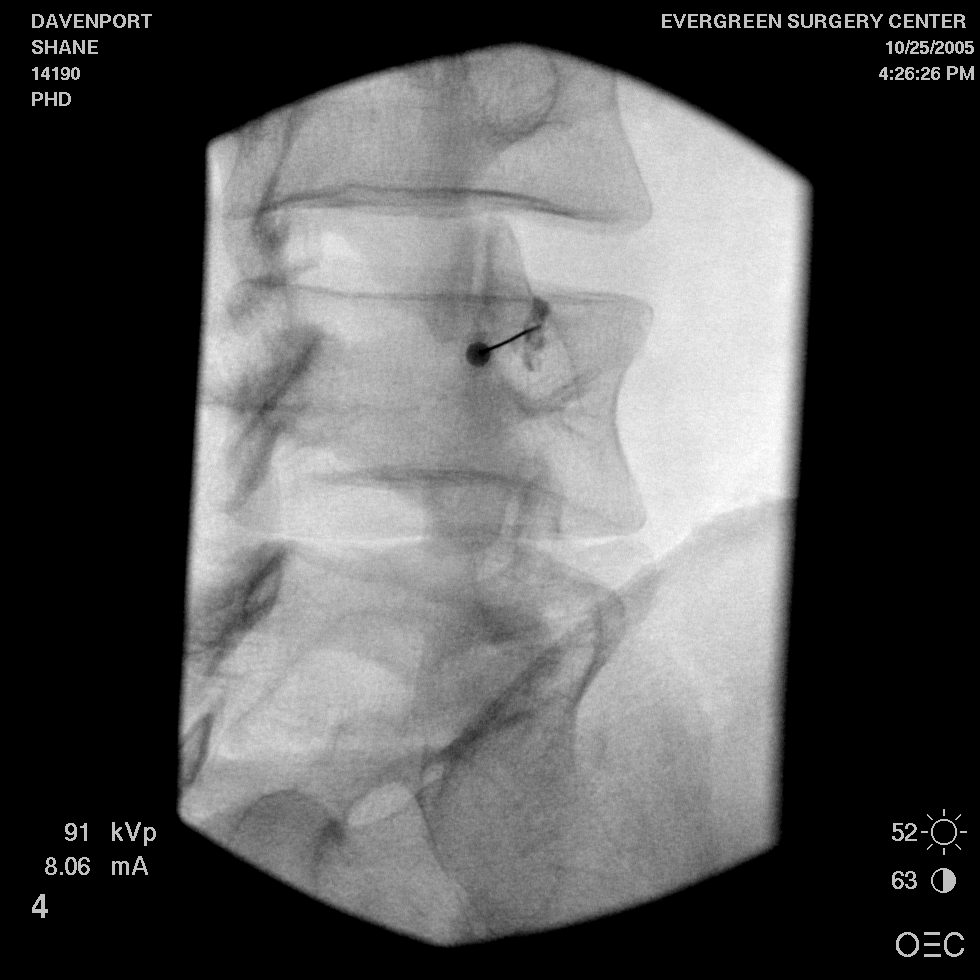 DAVENPORT
SHANE
14190
PHD
EVERGREEN SURGERY CENTER
10/25/2005
4:26:26 PM
91 kVp
8.06 mA
4
52
63
OEC